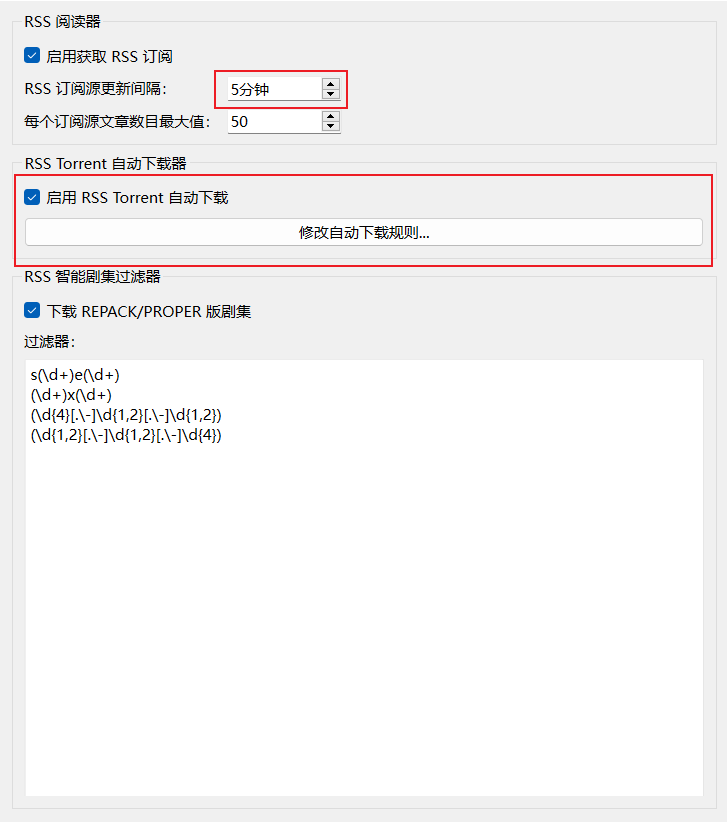 RSS 阅读器
启用获取 RSS 订阅
RSS 订阅源更新间隔： 5分钟
每个订阅源文章数目最大值： 50
RSS Torrent 自动下载器
启用 RSS Torrent 自动下载
修改自动下载规则...
RSS 智能剧集过滤器
下载 REPACK/PROPER 版剧集
过滤器：
s(\d+)e(\d+)
(\d+)x(\d+)
(\d{4}[.\-]\d{1,2}[.\-]\d{1,2})
(\d{1,2}[.\-]\d{1,2}[.\-]\d{4})